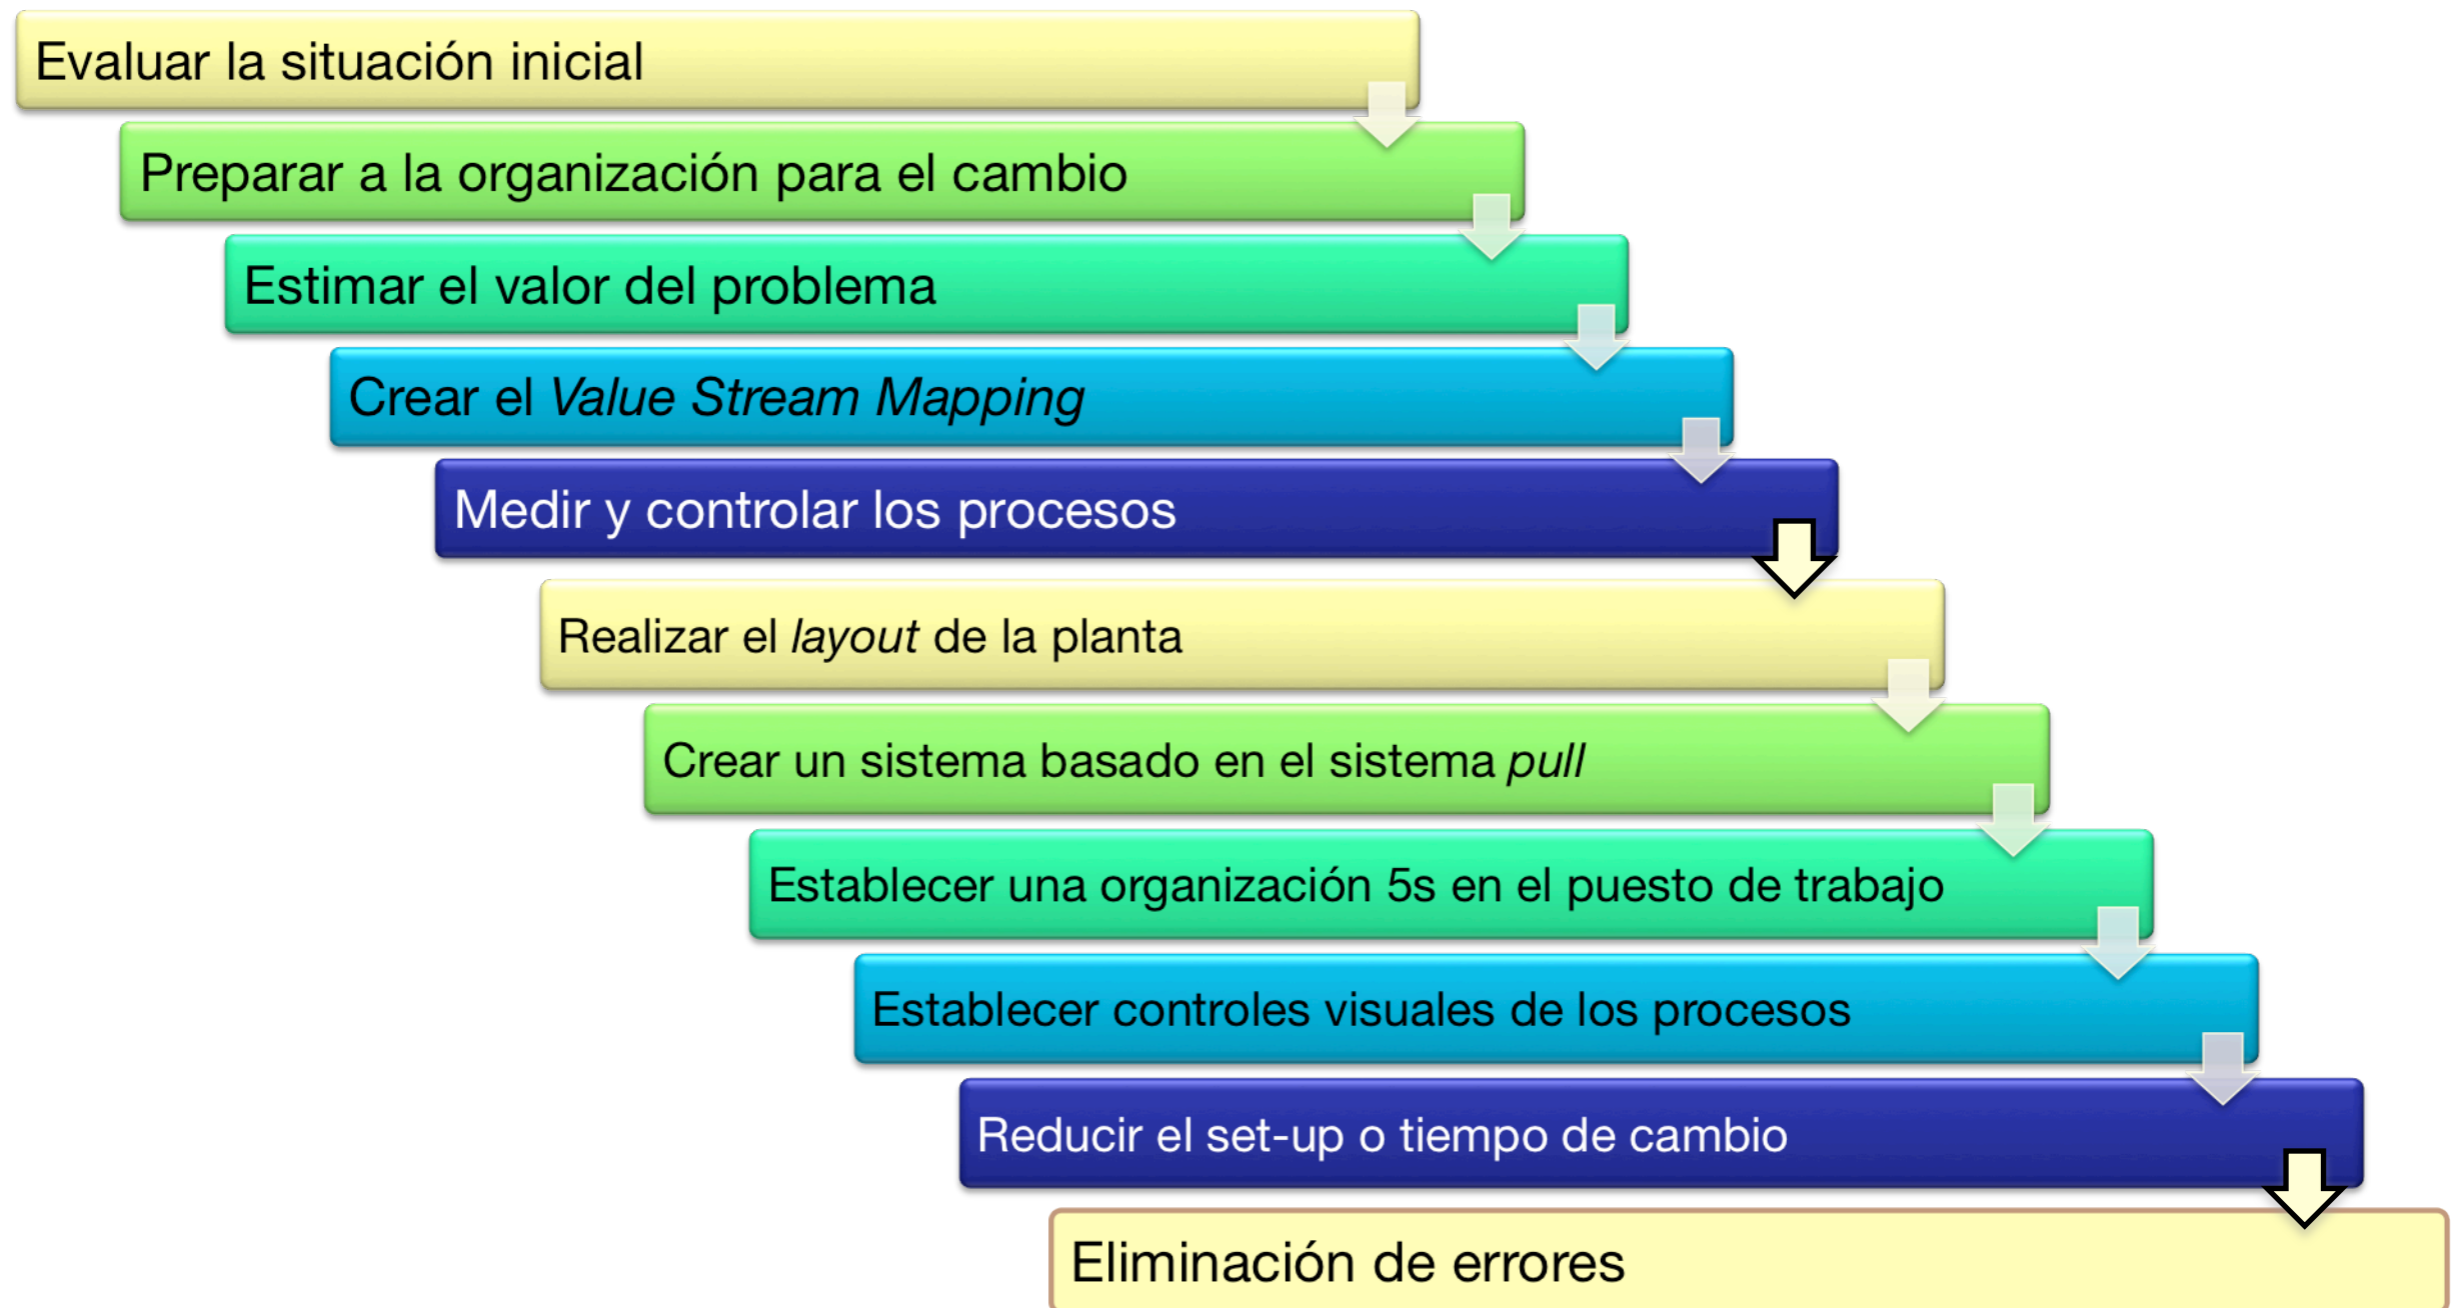 Evaluar la situación inicial
Preparar a la organización para el cambio
Estimar el valor del problema
Crear el Value Stream Mapping
Medir y controlar los procesos
Realizar el layout de la planta
Crear un sistema basado en el sistema pull
Establecer una organización 5s en el puesto de trabajo
Establecer controles visuales de los procesos
Reducir el set-up o tiempo de cambio
Eliminación de errores